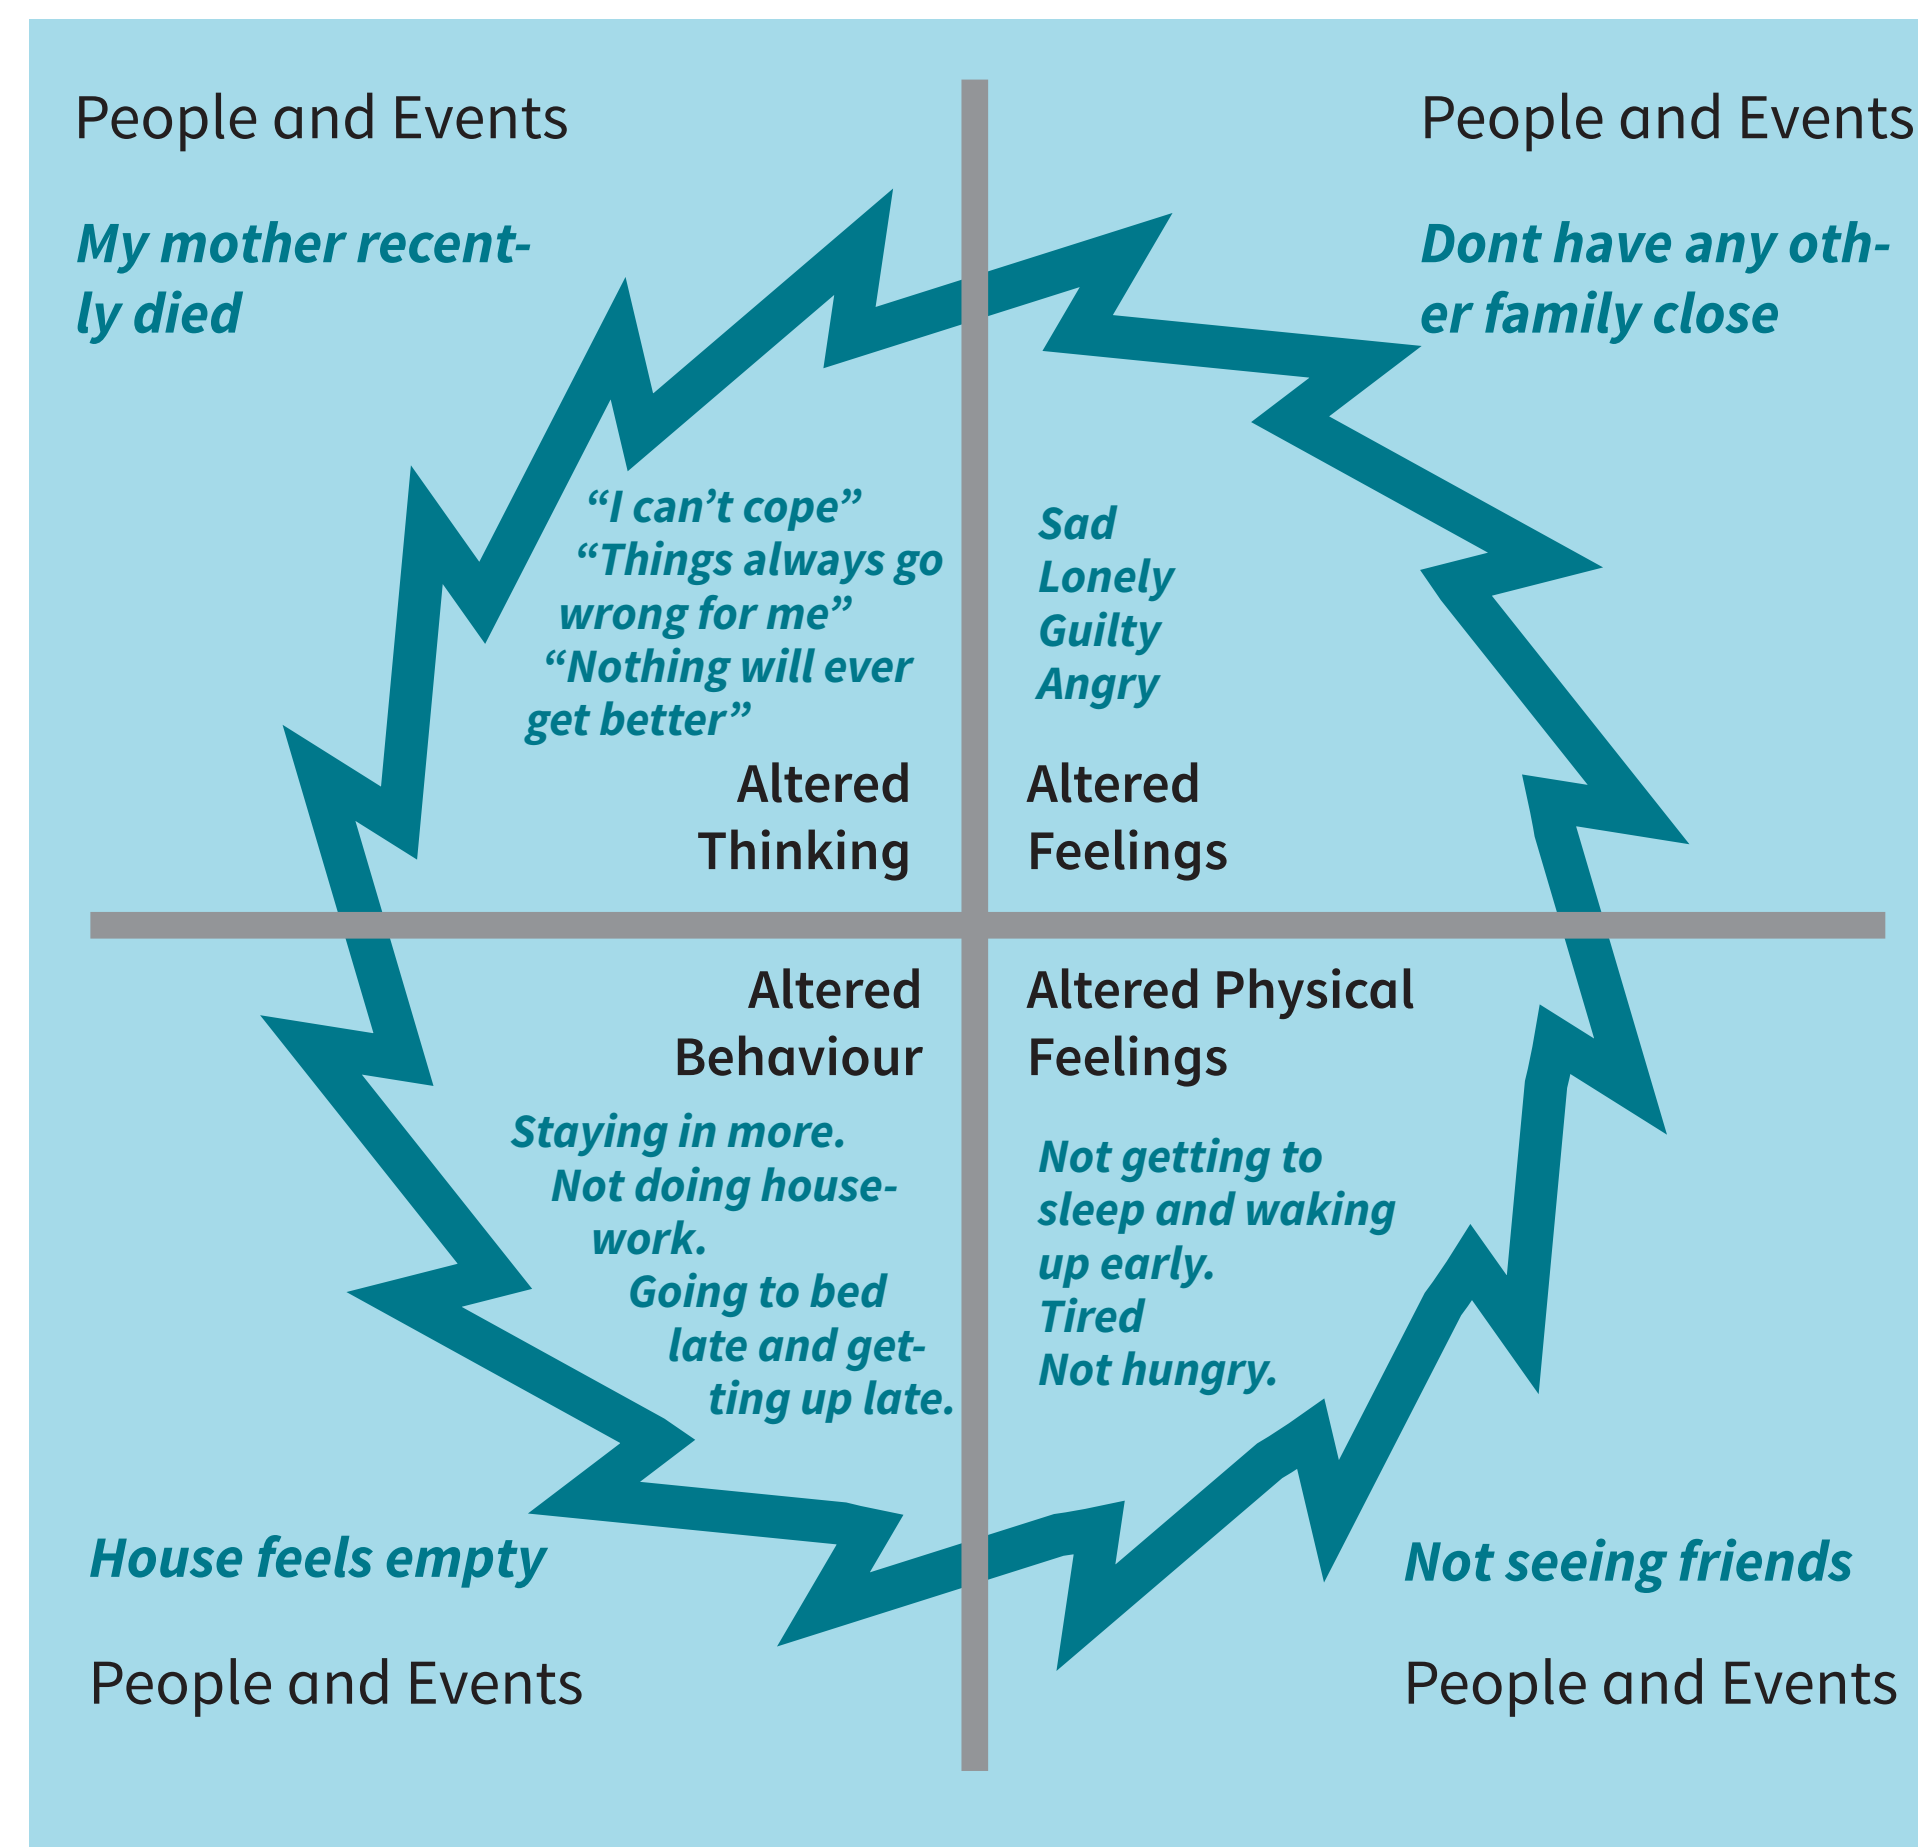 People and Events
My mother recent-
ly died
People and Events
Dont have any oth-
er family close
“I can’t cope”
“Things always go
wrong for me”
“Nothing will ever
get better”
Altered
Thinking
Sad
Lonely
Guilty
Angry
Altered
Feelings
Altered
Behaviour
Staying in more.
Not doing house-
work.
Going to bed
late and get-
ting up late.
Altered Physical
Feelings
Not getting to
sleep and waking
up early.
Tired
Not hungry.
House feels empty
People and Events
Not seeing friends
People and Events